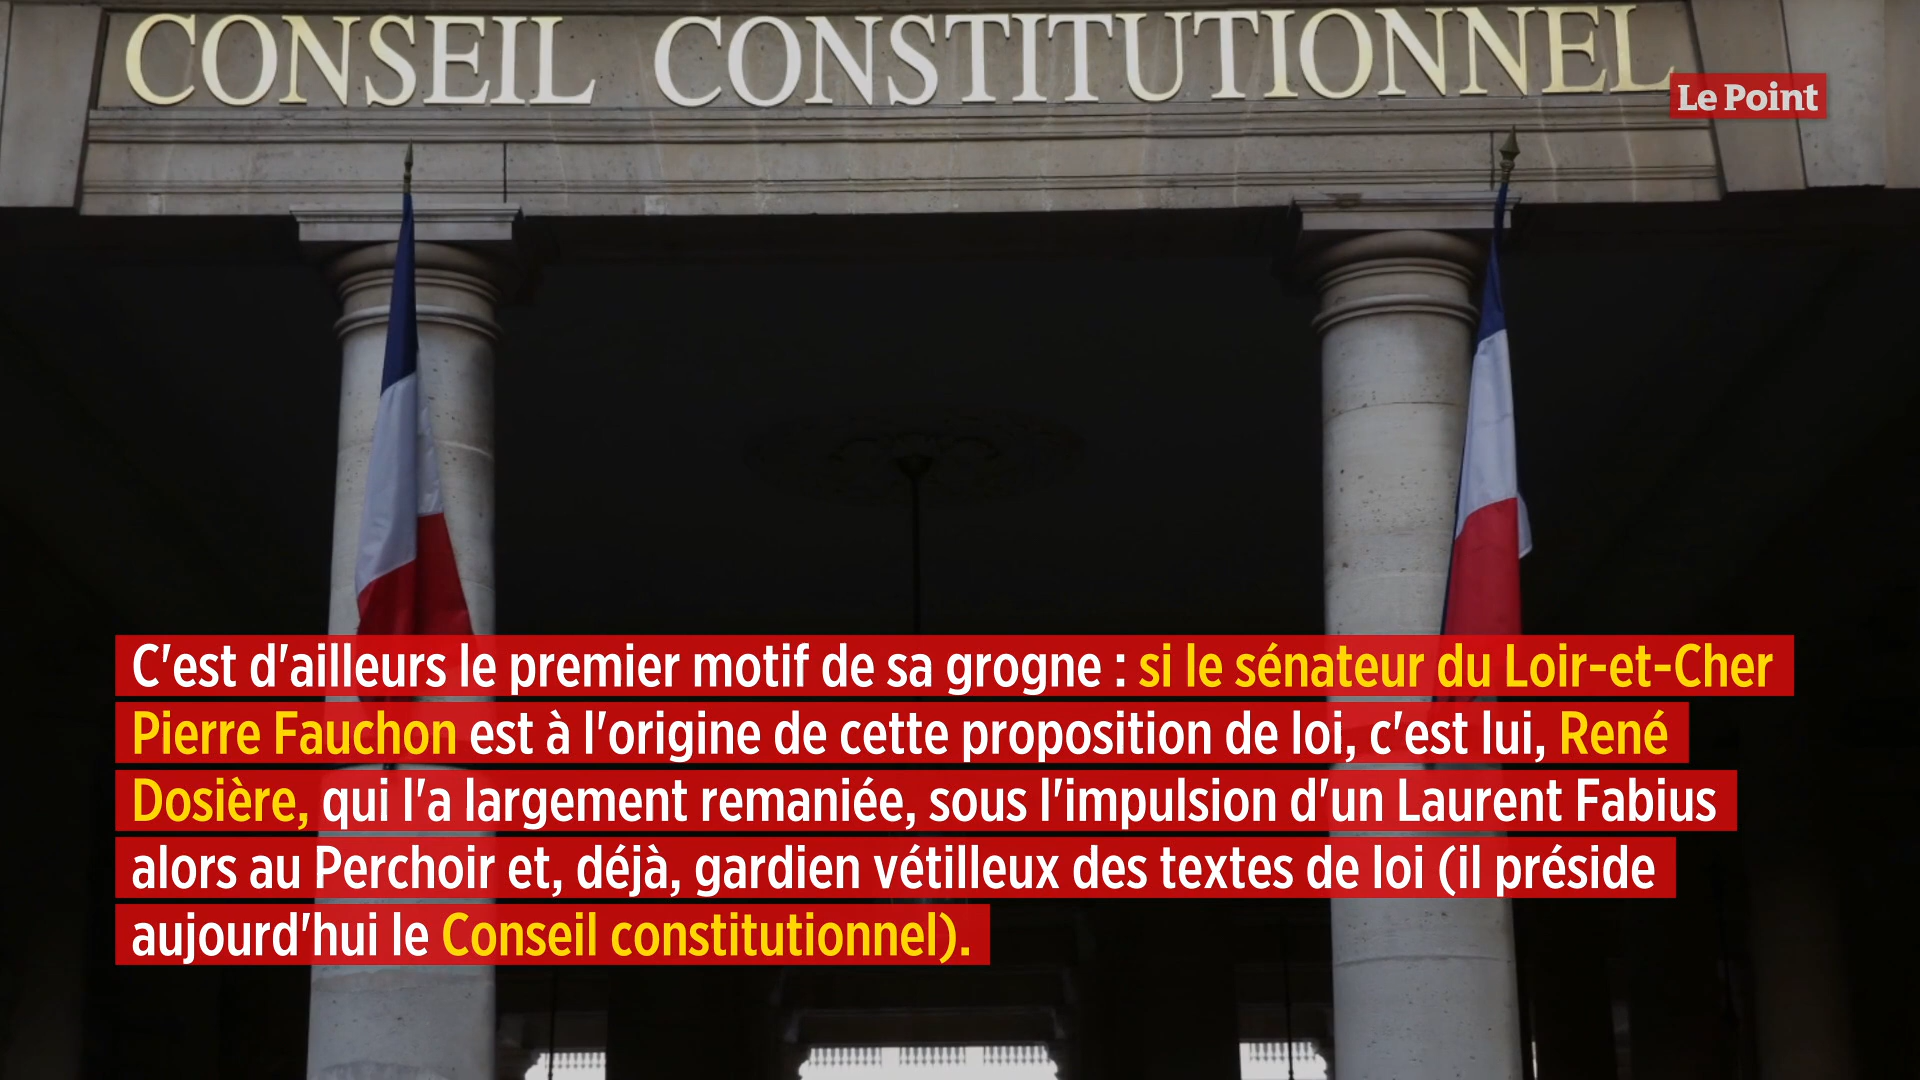 CONSEIL CONSTITUTIONNEL
Le Point
C'est d'ailleurs le premier motif de sa grogne : si le sénateur du Loir-et-Cher
Pierre Fauchon est à l'origine de cette proposition de loi, c'est lui, René
Dosière, qui l'a largement remaniée, sous l'impulsion d'un Laurent Fabius
alors au Perchoir et, déjà, gardien vétilleux des textes de loi (il préside
aujourd'hui le Conseil constitutionnel).